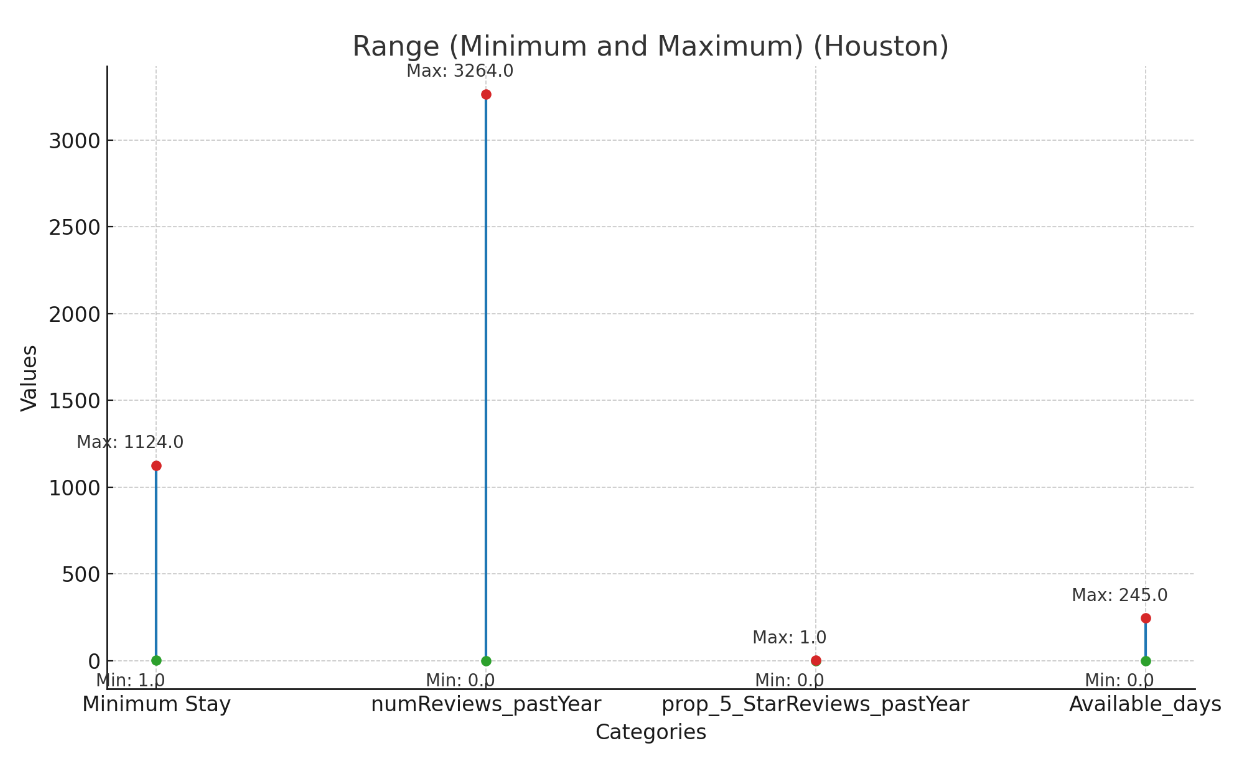 Range (Minimum and Maximum) (Houston)
Max: 3264.0
3000
2500
2000
Values
1500
Max: 1124.0
1000
500
Max: 245.0
Max: 1.0
0
Min: 1.0
Min: 0.0
Min: 0.0
Min: 0.0
Minimum Stay
numReviews_pastYear
prop_5_StarReviews_pastYear
Available_days
Categories